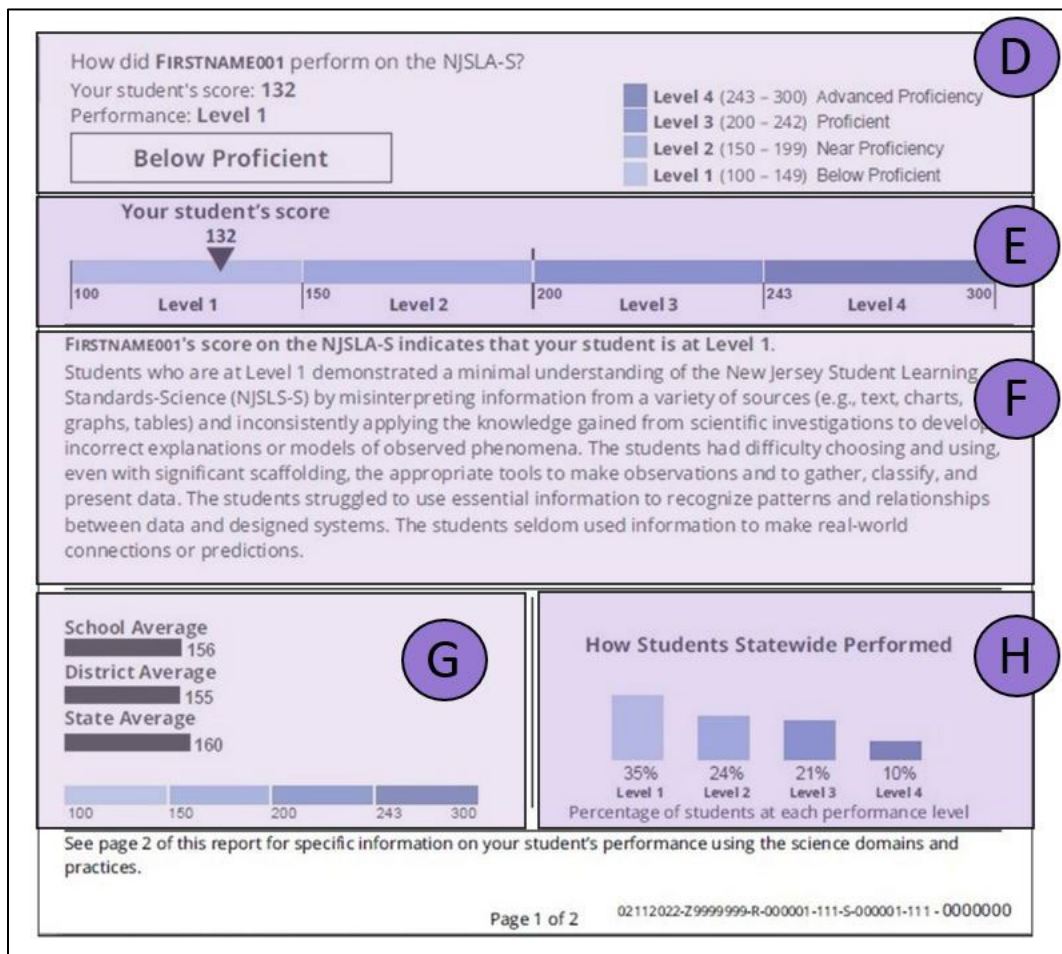 D
How did FIRSTNAME001 perform on the NJSLA-S?
Your student's score: 132
Performance: Level 1
Below Proficient
Level 4 (243 – 300) Advanced Proficiency
Level 3 (200 – 242) Proficient
Level 2 (150 – 199) Near Proficiency
Level 1 (100 – 149) Below Proficient
E
Your student's score
132
100 Level 1 150 Level 2 200 Level 3 243 Level 4 300
FIRSTNAME001's score on the NJSLA-S indicates that your student is at Level 1.
F
Students who are at Level 1 demonstrated a minimal understanding of the New Jersey Student Learning
Standards-Science (NJSLS-S) by misinterpreting information from a variety of sources (e.g., text, charts,
graphs, tables) and inconsistently applying the knowledge gained from scientific investigations to develop
incorrect explanations or models of observed phenomena. The students had difficulty choosing and using,
even with significant scaffolding, the appropriate tools to make observations and to gather, classify, and
present data. The students struggled to use essential information to recognize patterns and relationships
between data and designed systems. The students seldom used information to make real-world
connections or predictions.
G
School Average
156
District Average
155
State Average
160
100 150 200 243 300
H
How Students Statewide Performed
35% 24% 21% 10%
Level 1 Level 2 Level 3 Level 4
Percentage of students at each performance level
See page 2 of this report for specific information on your student's performance using the science domains and
practices.
Page 1 of 2
02112022-Z9999999-R-000001-111-S-000001-111 - 0000000